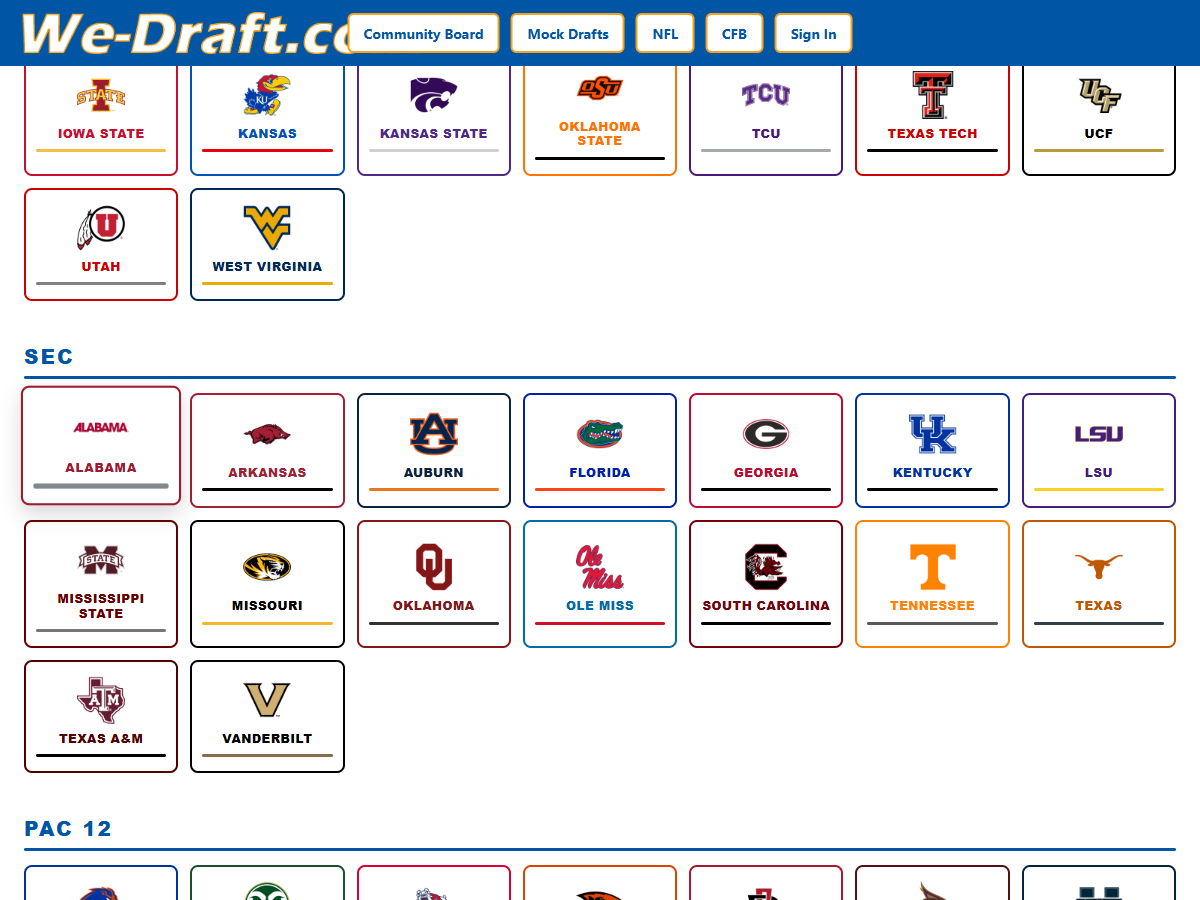 We-Draft.co
Community Board
Mock Drafts
NFL
CFB
Sign In
STATE
IOWA STATE
KU
KANSAS
KANSAS STATE
OSU
OKLAHOMA
STATE
TCU
TCU
T
TEXAS TECH
UCF
UCF
U
UTAH
WV
WEST VIRGINIA
SEC
ALABAMA
ALABAMA
ARKANSAS
AU
AUBURN
FLORIDA
G
GEORGIA
UK
KENTUCKY
LSU
LSU
M
STATE
MISSISSIPPI
STATE
MISSOURI
OU
OKLAHOMA
Ole
Miss
OLE MISS
C
SOUTH CAROLINA
T
TENNESSEE
TEXAS
ATM
TEXAS A&M
V
VANDERBILT
PAC 12